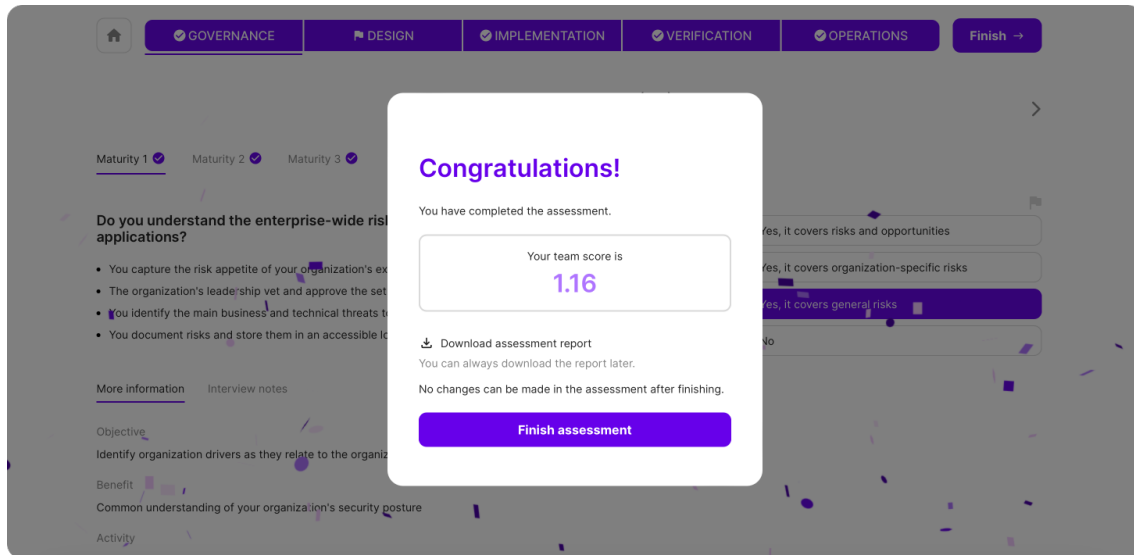 GOVERNANCE
DESIGN
IMPLEMENTATION
VERIFICATION
OPERATIONS
Finish →
Maturity 1
Maturity 2
Maturity 3
Do you understand the enterprise-wide ris
applications?
• You capture the risk appetite of your organization's ex
• The organization's leadership vet and approve the set
• You identify the main business and technical threats t
• You document risks and store them in an accessible lo
Yes, it covers risks and opportunities
Yes, it covers organization-specific risks
Yes, it covers general risks
No
More information
Interview notes
Objective
Identify organization drivers as they relate to the organiz
Benefit
Common understanding of your organization's security posture
Activity
Congratulations!
You have completed the assessment.
Your team score is
1.16
Download assessment report
You can always download the report later.
No changes can be made in the assessment after finishing.
Finish assessment